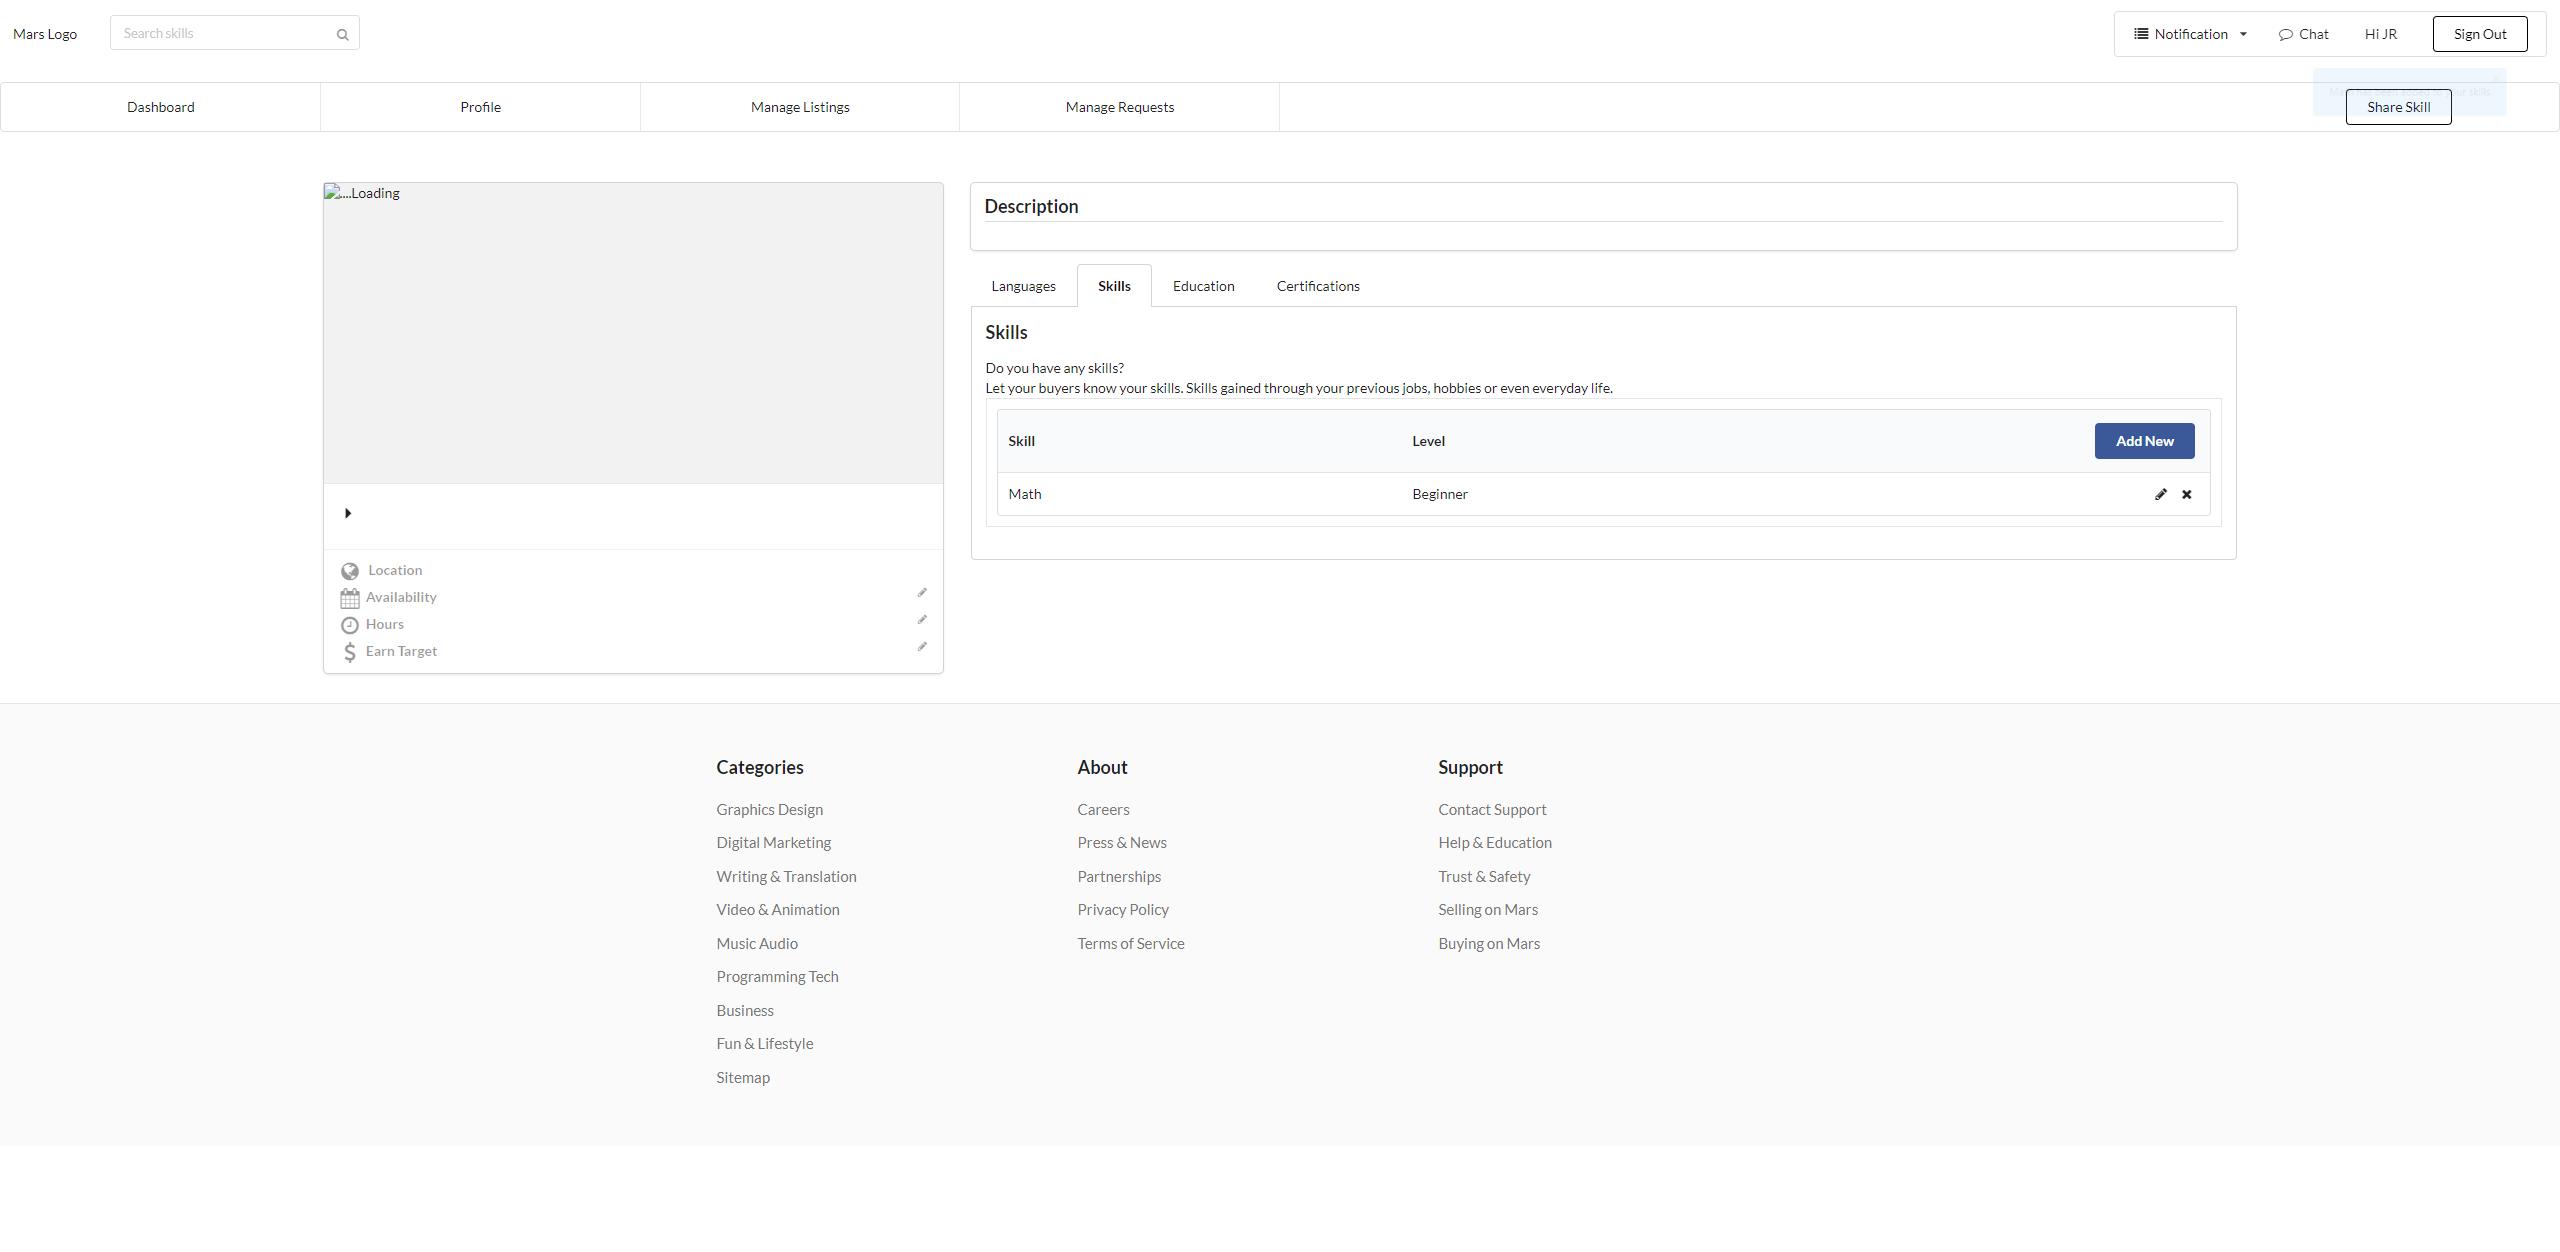 Mars Logo
Search skills
Notification
Chat
Hi JR
Sign Out
Dashboard
Profile
Manage Listings
Manage Requests
Share Skill
....Loading
Description
Languages
Skills
Education
Certifications
Skills
Do you have any skills?
Let your buyers know your skills. Skills gained through your previous jobs, hobbies or even everyday life.
Skill
Level
Add New
Math
Beginner
Location
Availability
Hours
Earn Target
Categories
Graphics Design
Digital Marketing
Writing & Translation
Video & Animation
Music Audio
Programming Tech
Business
Fun & Lifestyle
Sitemap
About
Careers
Press & News
Partnerships
Privacy Policy
Terms of Service
Support
Contact Support
Help & Education
Trust & Safety
Selling on Mars
Buying on Mars